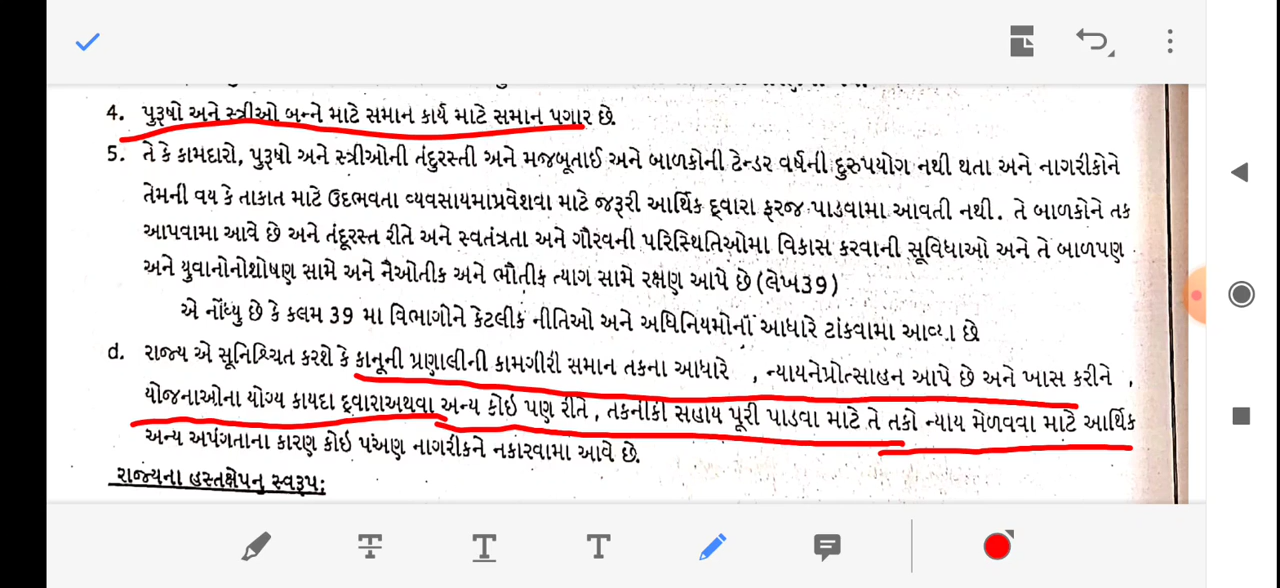 4. પુરૂષો અને સ્ત્રીઓ બન્ને માટે સમાન કાર્ય માટે સમાન પગાર છે.
5. તે કે કામદારો, પુરૂષો અને સ્ત્રીઓની તંદુરસ્તી અને મજબૂતાઈ અને બાળકોની ટેન્ડર વર્ષની દુરુપયોગ નથી થતા અને નાગરીકોને
તેમની વય કે તાકાત માટે ઉદભવતા વ્યવસાયમાપ્રવેશવા માટે જરૂરી આર્થિક દ્વારા ફરજ પાડવામા આવતી નથી. તે બાળકોને તક
આપવામા આવે છે અને તંદૂરસ્ત રીતે અને સ્વતંત્રતા અને ગૌરવની પરિસ્થિતિઓમા વિકાસ કરવાની સૂવિધાઓ અને તે બાળપણ
અને યુવાનોનોશોષણ સામે અને નૈઓતીક અને ભૌતીક ત્યાગ સામે રક્ષણ આપે છે (લેખ39)
એ નોંધ્યુ છે કે કલમ 39 મા વિભાગોને કેટલીક નીતિઓ અને અધિનિયમોનાઁ આધારે ટાંકવામા આવ્યા છે
d. રાજ્ય એ સૂનિશ્ચિત કરશે કે કાનૂની પ્રણાલીની કામગીરી સમાન તકના આધારે , ન્યાયનેપ્રોત્સાહન આપે છે અને ખાસ કરીને ,
યોજનાઓના યોગ્ય કાયદા દ્વારાઅથવા અન્ય કોઇ પણ રીતે , તકનીકી સહાય પૂરી પાડવા માટે તે તકો ન્યાય મેળવવા માટે આર્થિક
અન્ય અપંગતાના કારણ કોઇ પઅણ નાગરીકને નકારવામા આવે છે.
રાજ્યના હસ્તક્ષેપનુ સ્વરૂપ: